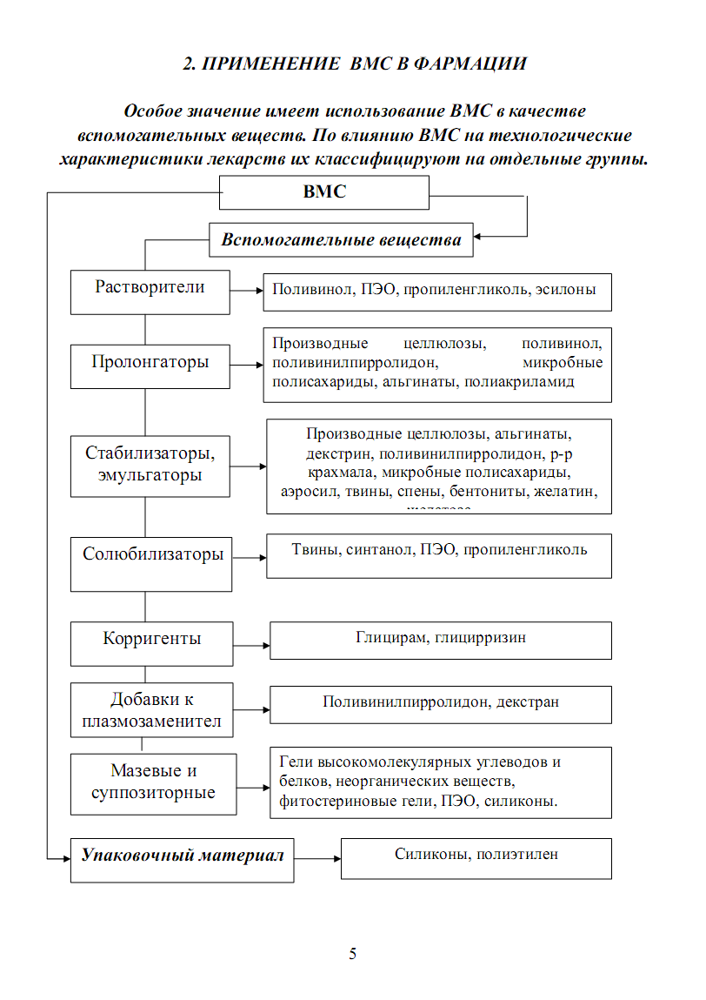 2. ПРИМЕНЕНИЕ ВМС В ФАРМАЦИИ
Особое значение имеет использование ВМС в качестве
вспомогательных веществ. По влиянию ВМС на технологические
характеристики лекарств их классифицируют на отдельные группы.
ВМС
Вспомогательные вещества
Растворители
Поливинол, ПЭО, пропиленгликоль, эсилоны
Пролонгаторы
Производные целлюлозы, поливинол,
поливинилпирролидон, микробные
полисахариды, альгинаты, полиакриламид
Стабилизаторы,
эмульгаторы
Производные целлюлозы, альгинаты,
декстрин, поливинилпирролидон, р-р
крахмала, микробные полисахариды,
аэросил, твины, спены, бентониты, желатин,
Солюбилизаторы
Твины, синтанол, ПЭО, пропиленгликоль
Корригенты
Глицирам, глицирризин
Добавки к
плазмозаменител
Поливинилпирролидон, декстран
Мазевые и
суппозиторные
Гели высокомолекулярных углеводов и
белков, неорганических веществ,
фитостериновые гели, ПЭО, силиконы.
Упаковочный материал
Силиконы, полиэтилен
5